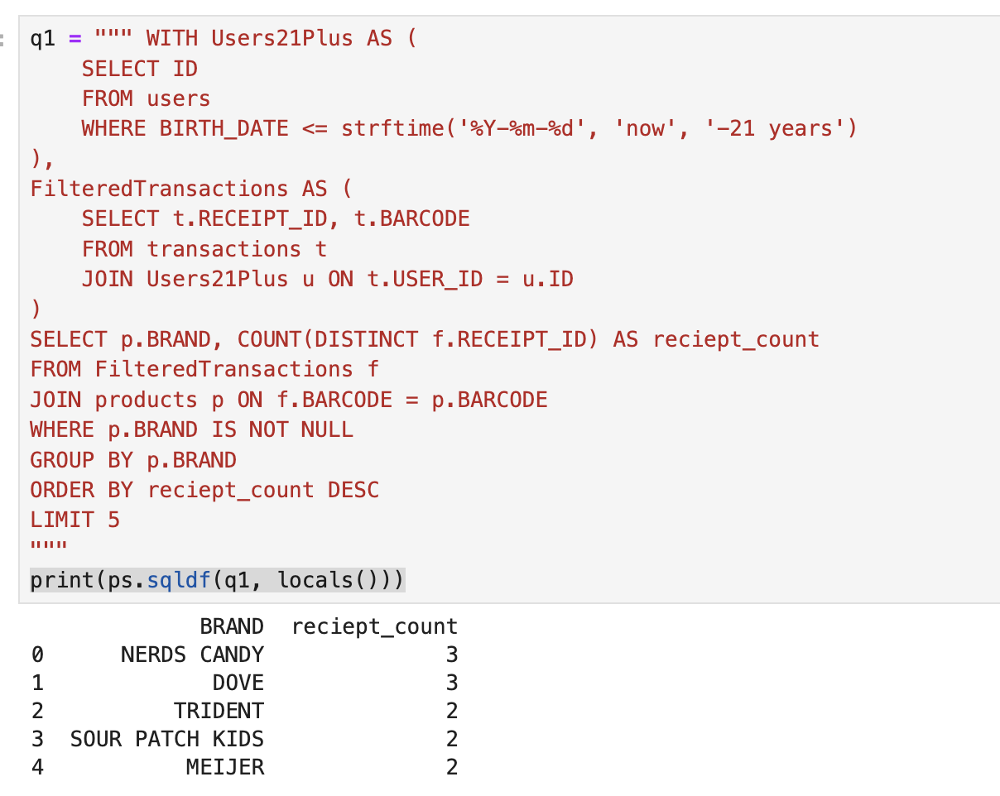 q1 = """ WITH Users21Plus AS (
    SELECT ID
    FROM users
    WHERE BIRTH_DATE <= strftime('%Y-%m-%d', 'now', '-21 years')
),
FilteredTransactions AS (
    SELECT t.RECEIPT_ID, t.BARCODE
    FROM transactions t
    JOIN Users21Plus u ON t.USER_ID = u.ID
)
SELECT p.BRAND, COUNT(DISTINCT f.RECEIPT_ID) AS reciept_count
FROM FilteredTransactions f
JOIN products p ON f.BARCODE = p.BARCODE
WHERE p.BRAND IS NOT NULL
GROUP BY p.BRAND
ORDER BY reciept_count DESC
LIMIT 5
"""
print(ps.sqldf(q1, locals()))
             BRAND  reciept_count
0       NERDS CANDY              3
1              DOVE              3
2           TRIDENT              2
3   SOUR PATCH KIDS              2
4            MEIJER              2